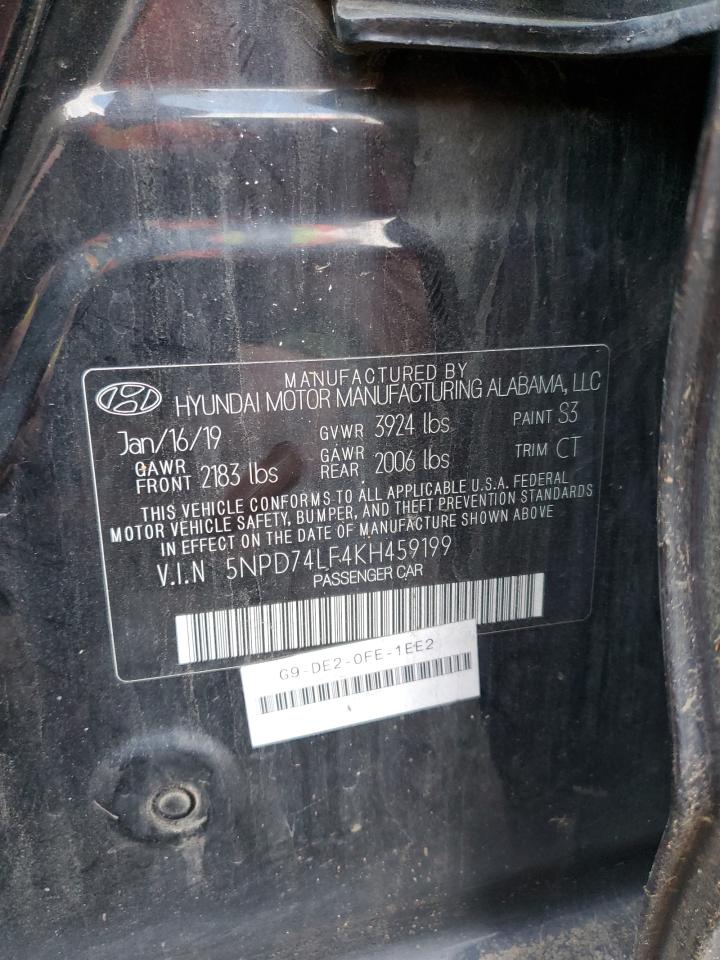 MANUFACTURED BY
HYUNDAI MOTOR MANUFACTURING ALABAMA, LLC
Jan/16/19 GVWR 3924 lbs PAINT S3
GAWR FRONT 2183 lbs GAWR REAR 2006 lbs TRIM CT
THIS VEHICLE CONFORMS TO ALL APPLICABLE U.S.A. FEDERAL
MOTOR VEHICLE SAFETY, BUMPER, AND THEFT PREVENTION STANDARDS
IN EFFECT ON THE DATE OF MANUFACTURE SHOWN ABOVE
V.I.N 5NPD74LF4KH459199
PASSENGER CAR
G9-DE2-0FE-1EE2